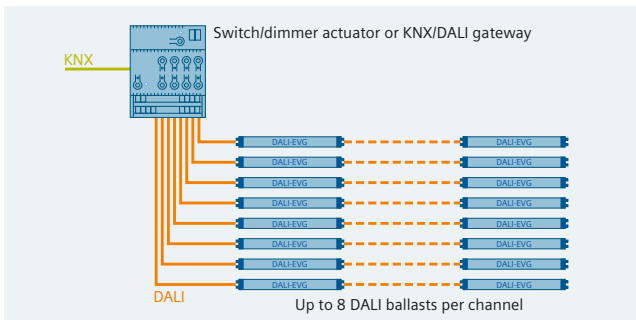 Switch/dimmer actuator or KNX/DALI gateway
KNX
DALI-EVG DALI-EVG
DALI-EVG DALI-EVG
DALI-EVG DALI-EVG
DALI-EVG DALI-EVG
DALI-EVG DALI-EVG
DALI-EVG DALI-EVG
DALI-EVG DALI-EVG
DALI-EVG DALI-EVG
DALI
Up to 8 DALI ballasts per channel